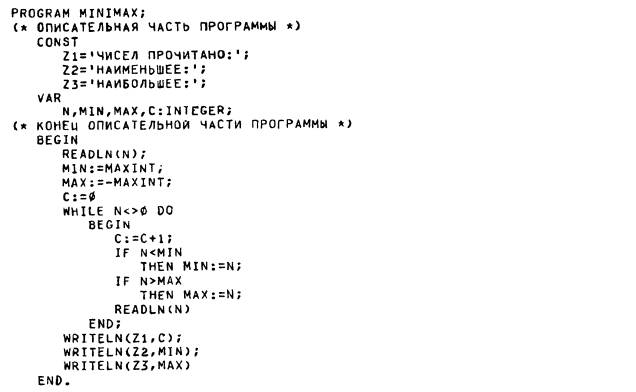 PROGRAM MINIMAX;
(* ОПИСАТЕЛЬНАЯ ЧАСТЬ ПРОГРАММЫ *)
CONST
Z1='ЧИСЕЛ ПРОЧИТАНО:';
Z2='НАИМЕНЬШЕЕ:';
Z3='НАИБОЛЬШЕЕ:';
VAR
N,MIN,MAX,C:INTEGER;
(* КОНЕЦ ОПИСАТЕЛЬНОЙ ЧАСТИ ПРОГРАММЫ *)
BEGIN
READLN(N);
MIN:=MAXINT;
MAX:=-MAXINT;
C:=0
WHILE N<>0 DO
BEGIN
C:=C+1;
IF N<MIN
THEN MIN:=N;
IF N>MAX
THEN MAX:=N;
READLN(N)
END;
WRITELN(Z1,C);
WRITELN(Z2,MIN);
WRITELN(Z3,MAX)
END.